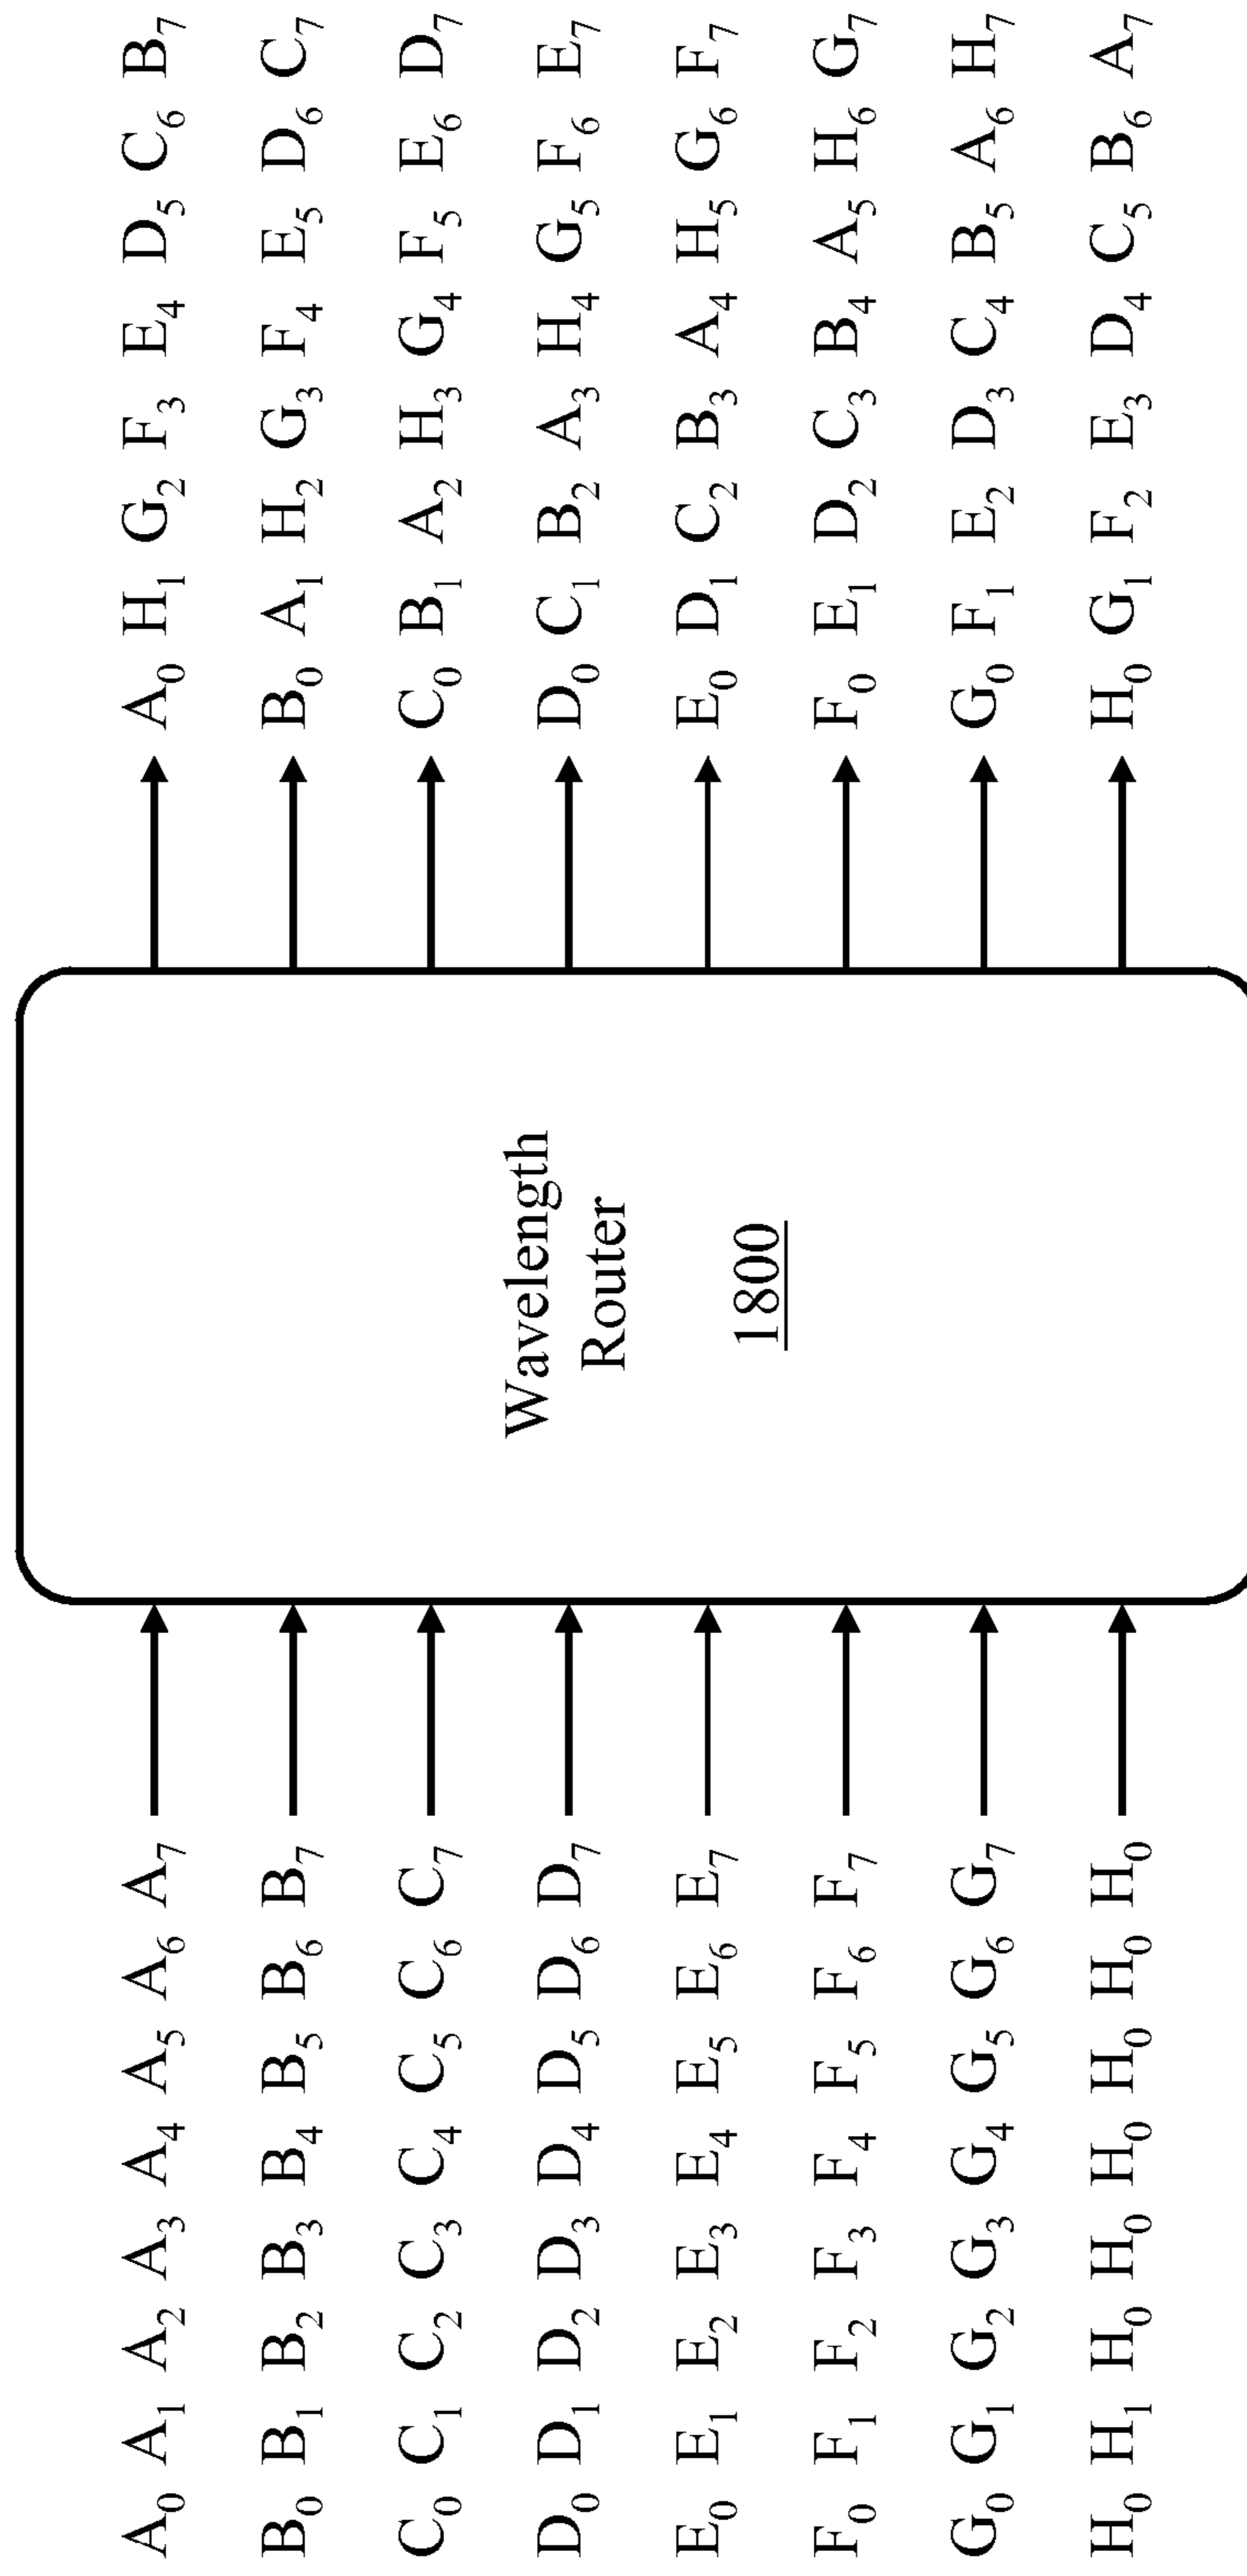 A0 A1 A2 A3 A4 A5 A6 A7
B0 B1 B2 B3 B4 B5 B6 B7
C0 C1 C2 C3 C4 C5 C6 C7
D0 D1 D2 D3 D4 D5 D6 D7
E0 E1 E2 E3 E4 E5 E6 E7
F0 F1 F2 F3 F4 F5 F6 F7
G0 G1 G2 G3 G4 G5 G6 G7
H0 H1 H0 H0 H0 H0 H0 H0
Wavelength
Router
1800
A0 H1 G2 F3 E4 D5 C6 B7
B0 A1 H2 G3 F4 E5 D6 C7
C0 B1 A2 H3 G4 F5 E6 D7
D0 C1 B2 A3 H4 G5 F6 E7
E0 D1 C2 B3 A4 H5 G6 F7
F0 E1 D2 C3 B4 A5 H6 G7
G0 F1 E2 D3 C4 B5 A6 H7
H0 G1 F2 E3 D4 C5 B6 A7